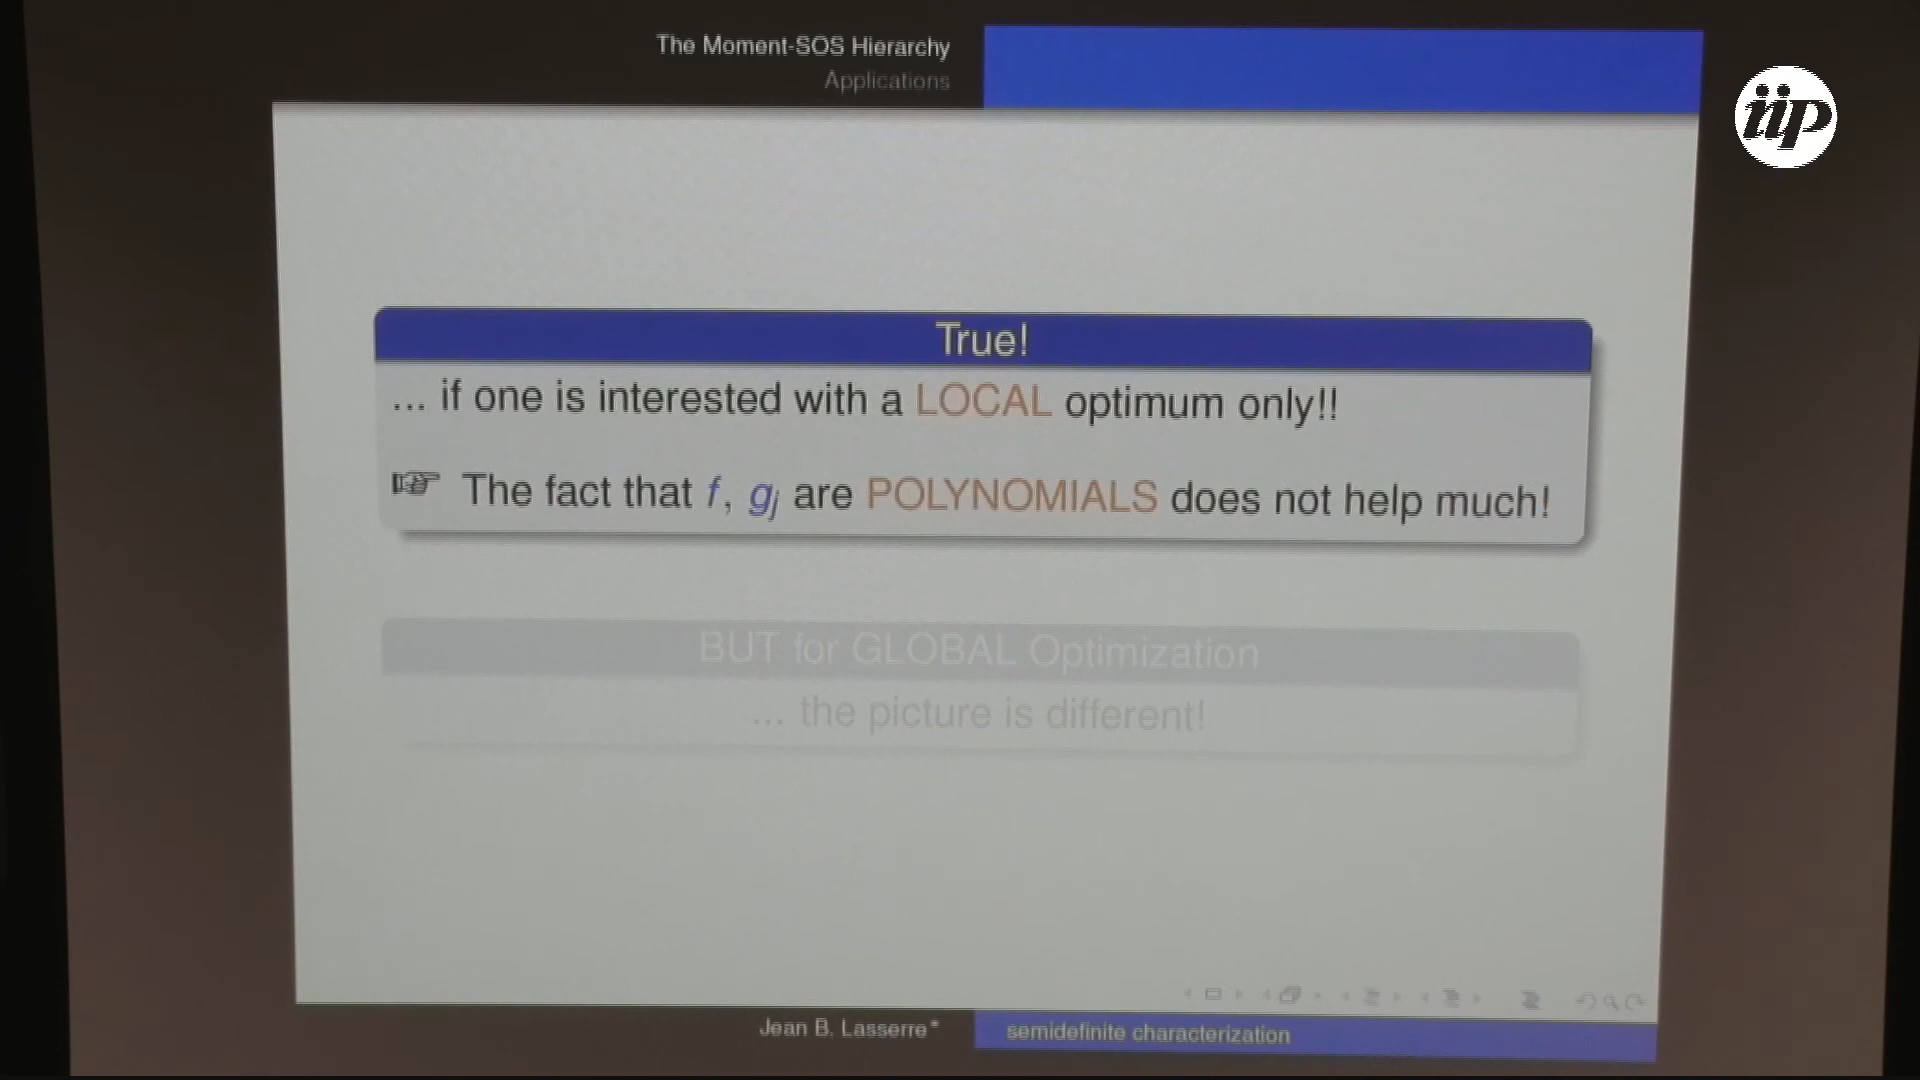 The Moment-SOS Hierarchy
Applications
iip
True!
... if one is interested with a LOCAL optimum only!!
☞ The fact that f, gj are POLYNOMIALS does not help much!
BUT for GLOBAL Optimization
... the picture is different!
Jean B. Lasserre*
semidefinite characterization